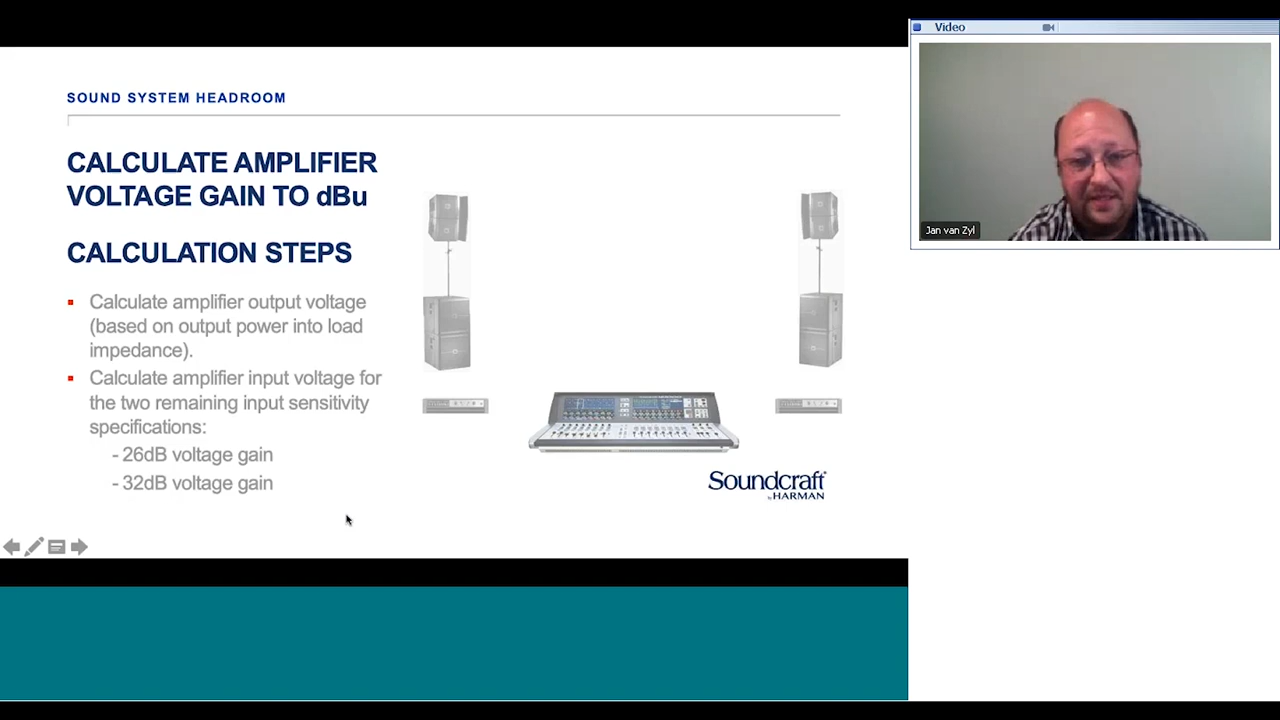 SOUND SYSTEM HEADROOM
CALCULATE AMPLIFIER
VOLTAGE GAIN TO dBu
CALCULATION STEPS
Calculate amplifier output voltage
(based on output power into load
impedance).
Calculate amplifier input voltage for
the two remaining input sensitivity
specifications:
- 26dB voltage gain
- 32dB voltage gain
Soundcraft
by HARMAN
Video
Jan van Zyl